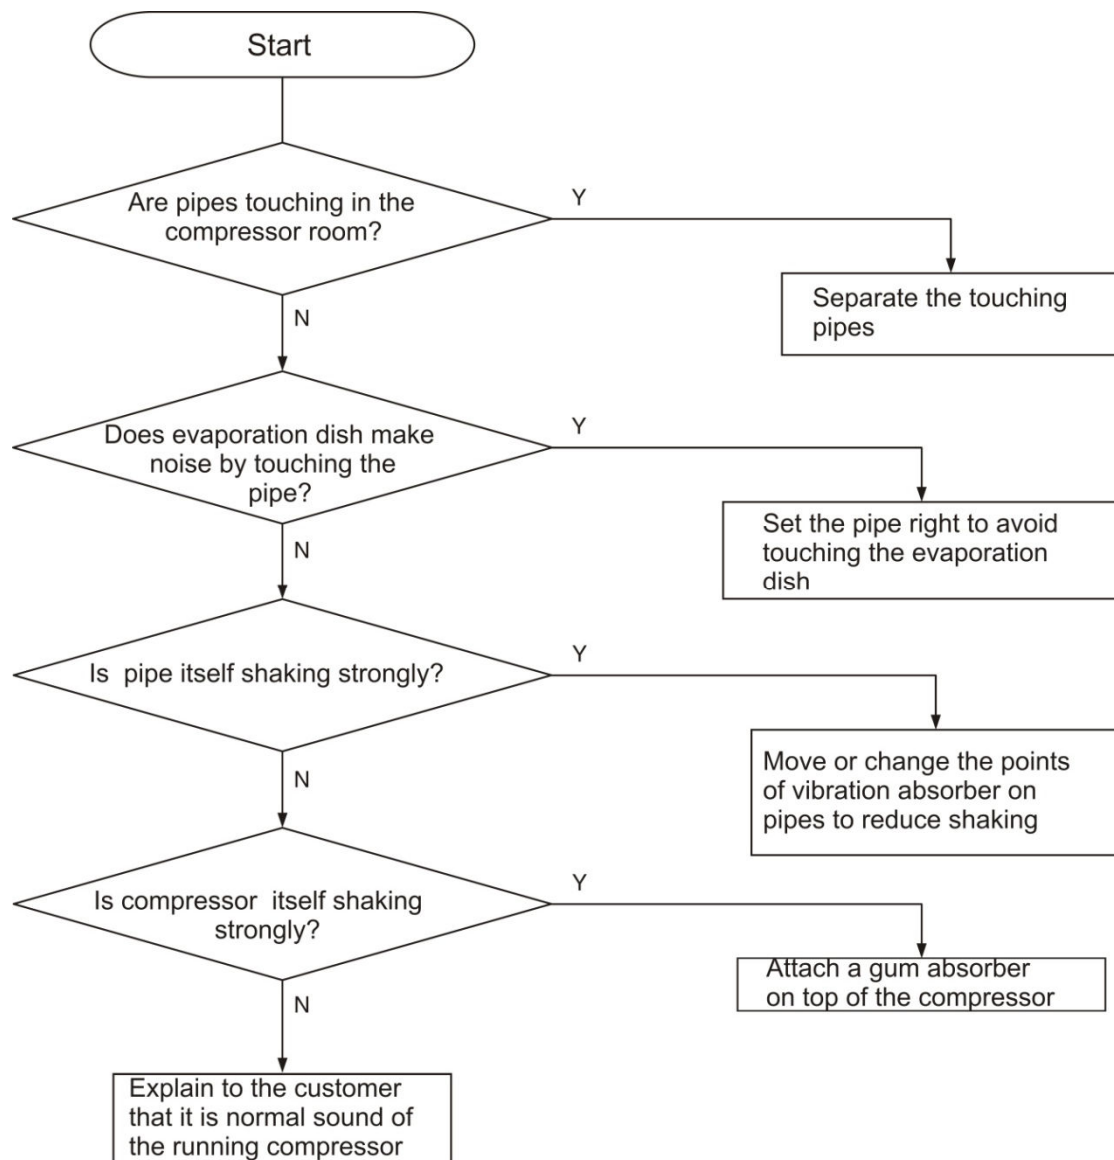 Start
Are pipes touching in the
compressor room?
Y
Separate the touching
pipes
N
Does evaporation dish make
noise by touching the
pipe?
Y
Set the pipe right to avoid
touching the evaporation
dish
N
Is pipe itself shaking strongly?
Y
Move or change the points
of vibration absorber on
pipes to reduce shaking
N
Is compressor itself shaking
strongly?
Y
Attach a gum absorber
on top of the compressor
N
Explain to the customer
that it is normal sound of
the running compressor